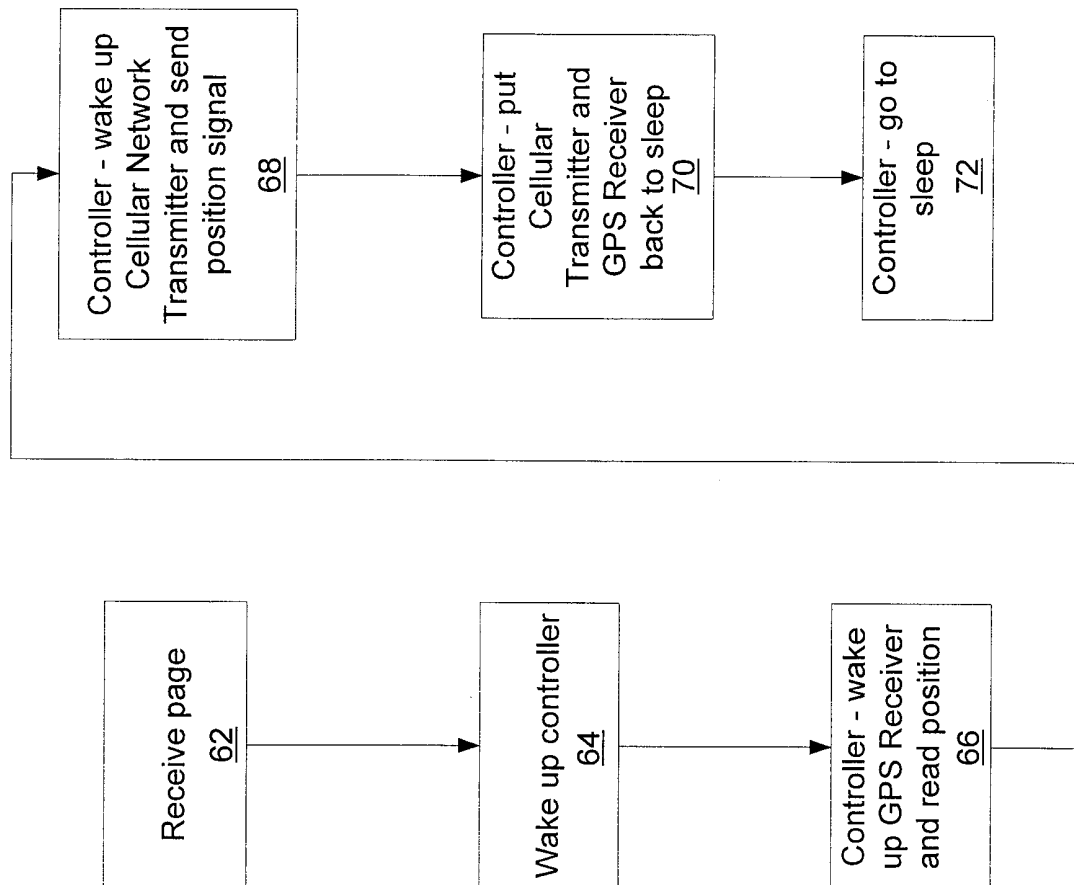 Receive page
62
Wake up controller
64
Controller - wake
up GPS Receiver
and read position
66
Controller - wake up
Cellular Network
Transmitter and send
position signal
68
Controller - put
Cellular
Transmitter and
GPS Receiver
back to sleep
70
Controller - go to
sleep
72